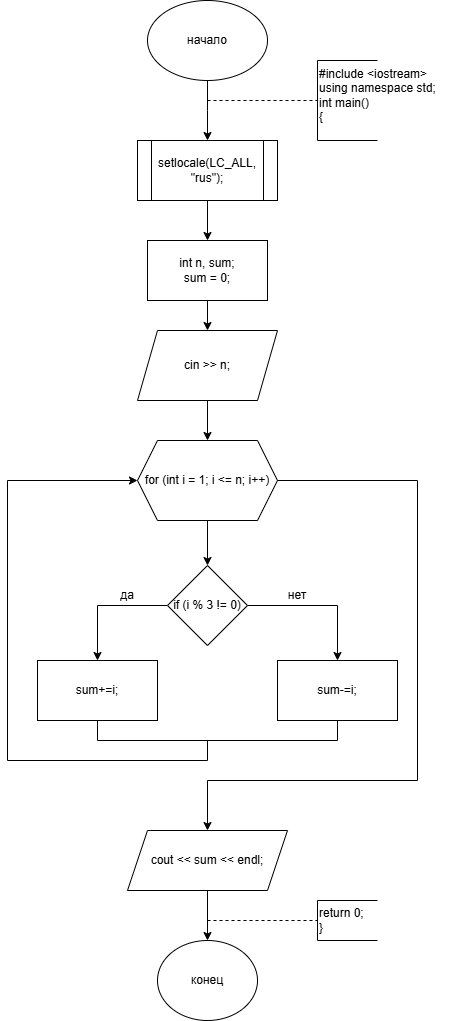 начало
#include <iostream>
using namespace std;
int main()
{
setlocale(LC_ALL,
"rus");
int n, sum;
sum = 0;
cin >> n;
for (int i = 1; i <= n; i++)
if (i % 3 != 0)
да
нет
sum+=i;
sum-=i;
cout << sum << endl;
return 0;
}
конец